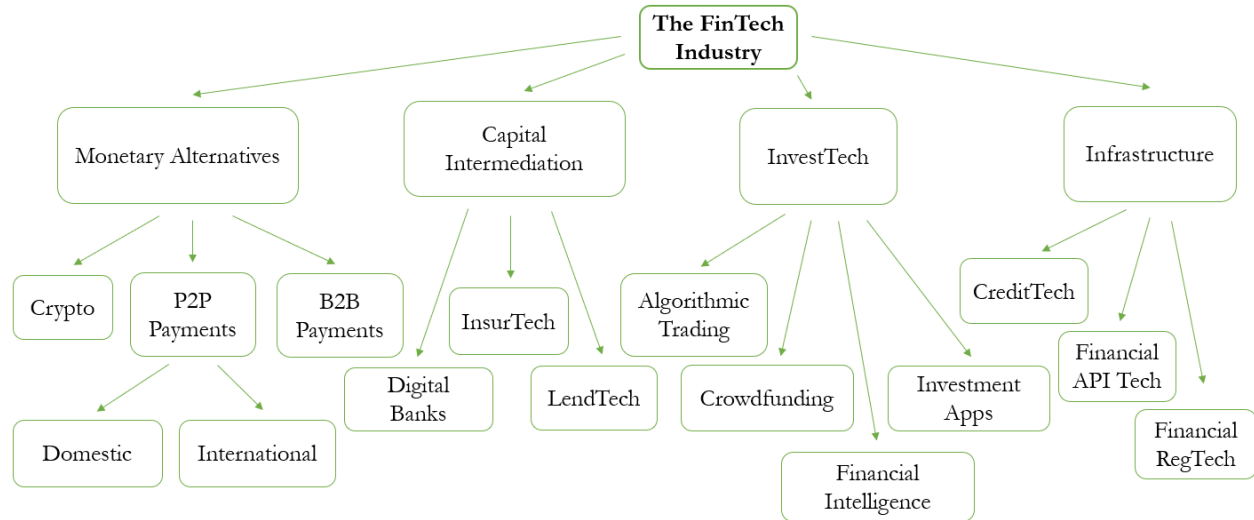 The FinTech
Industry
Monetary Alternatives
Capital
Intermediation
InvestTech
Infrastructure
Crypto
P2P
Payments
B2B
Payments
InsurTech
Digital
Banks
LendTech
Algorithmic
Trading
Crowdfunding
Financial
Intelligence
Investment
Apps
CreditTech
Financial
API Tech
Financial
RegTech
Domestic
International